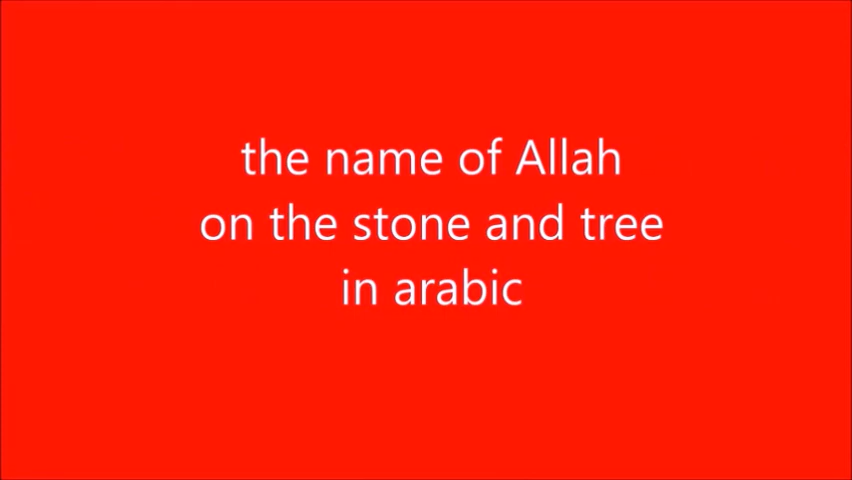 the name of Allah
on the stone and tree
in arabic